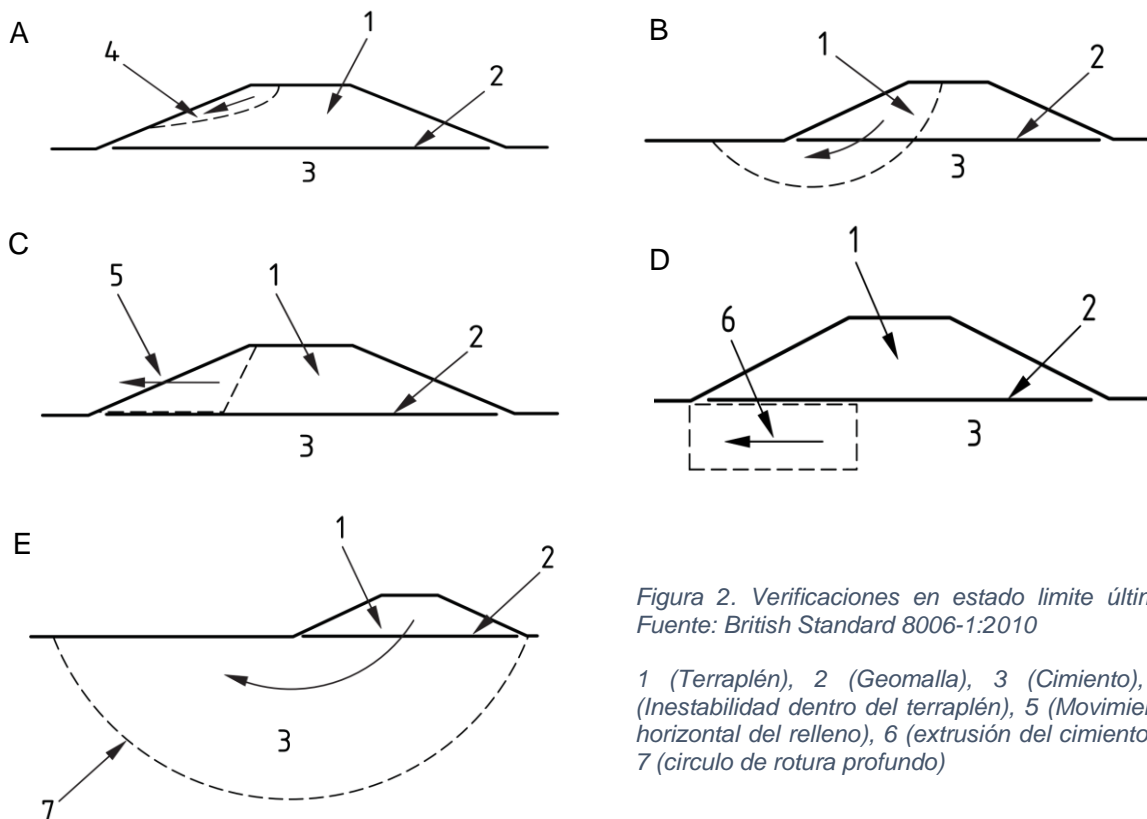 A
4
1
2
3
B
1
2
3
C
5
1
2
3
D
6
1
2
3
E
1
2
3
7
Figura 2. Verificaciones en estado limite últim
Fuente: British Standard 8006-1:2010
1 (Terraplén), 2 (Geomalla), 3 (Cimiento),
(Inestabilidad dentro del terraplén), 5 (Movimie
horizontal del relleno), 6 (extrusión del cimiento
7 (circulo de rotura profundo)